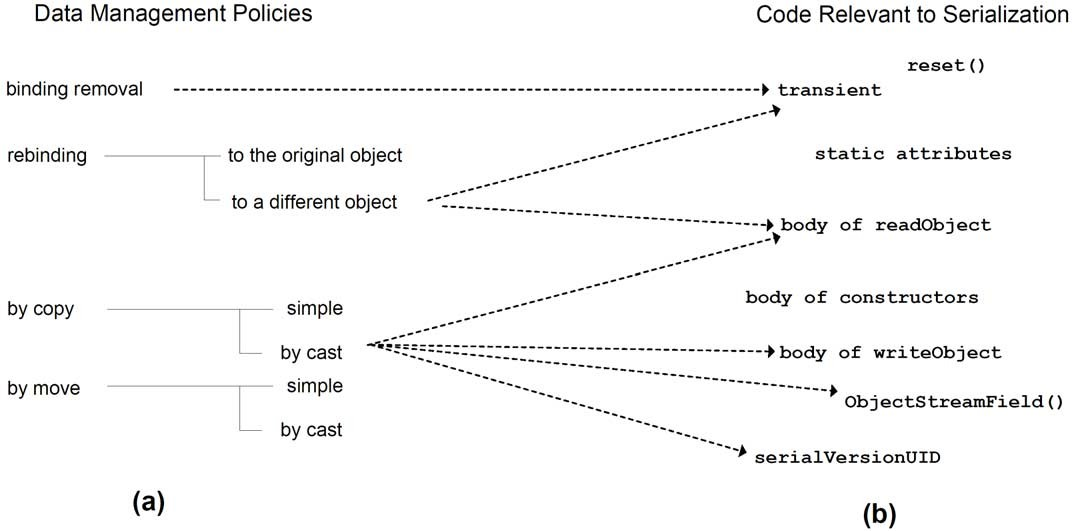 Data Management Policies
Code Relevant to Serialization
reset()
binding removal
transient
rebinding
to the original object
static attributes
to a different object
body of readObject
body of constructors
by copy
simple
by cast
body of writeObject
by move
simple
ObjectStreamField()
by cast
serialVersionUID
(a)
(b)